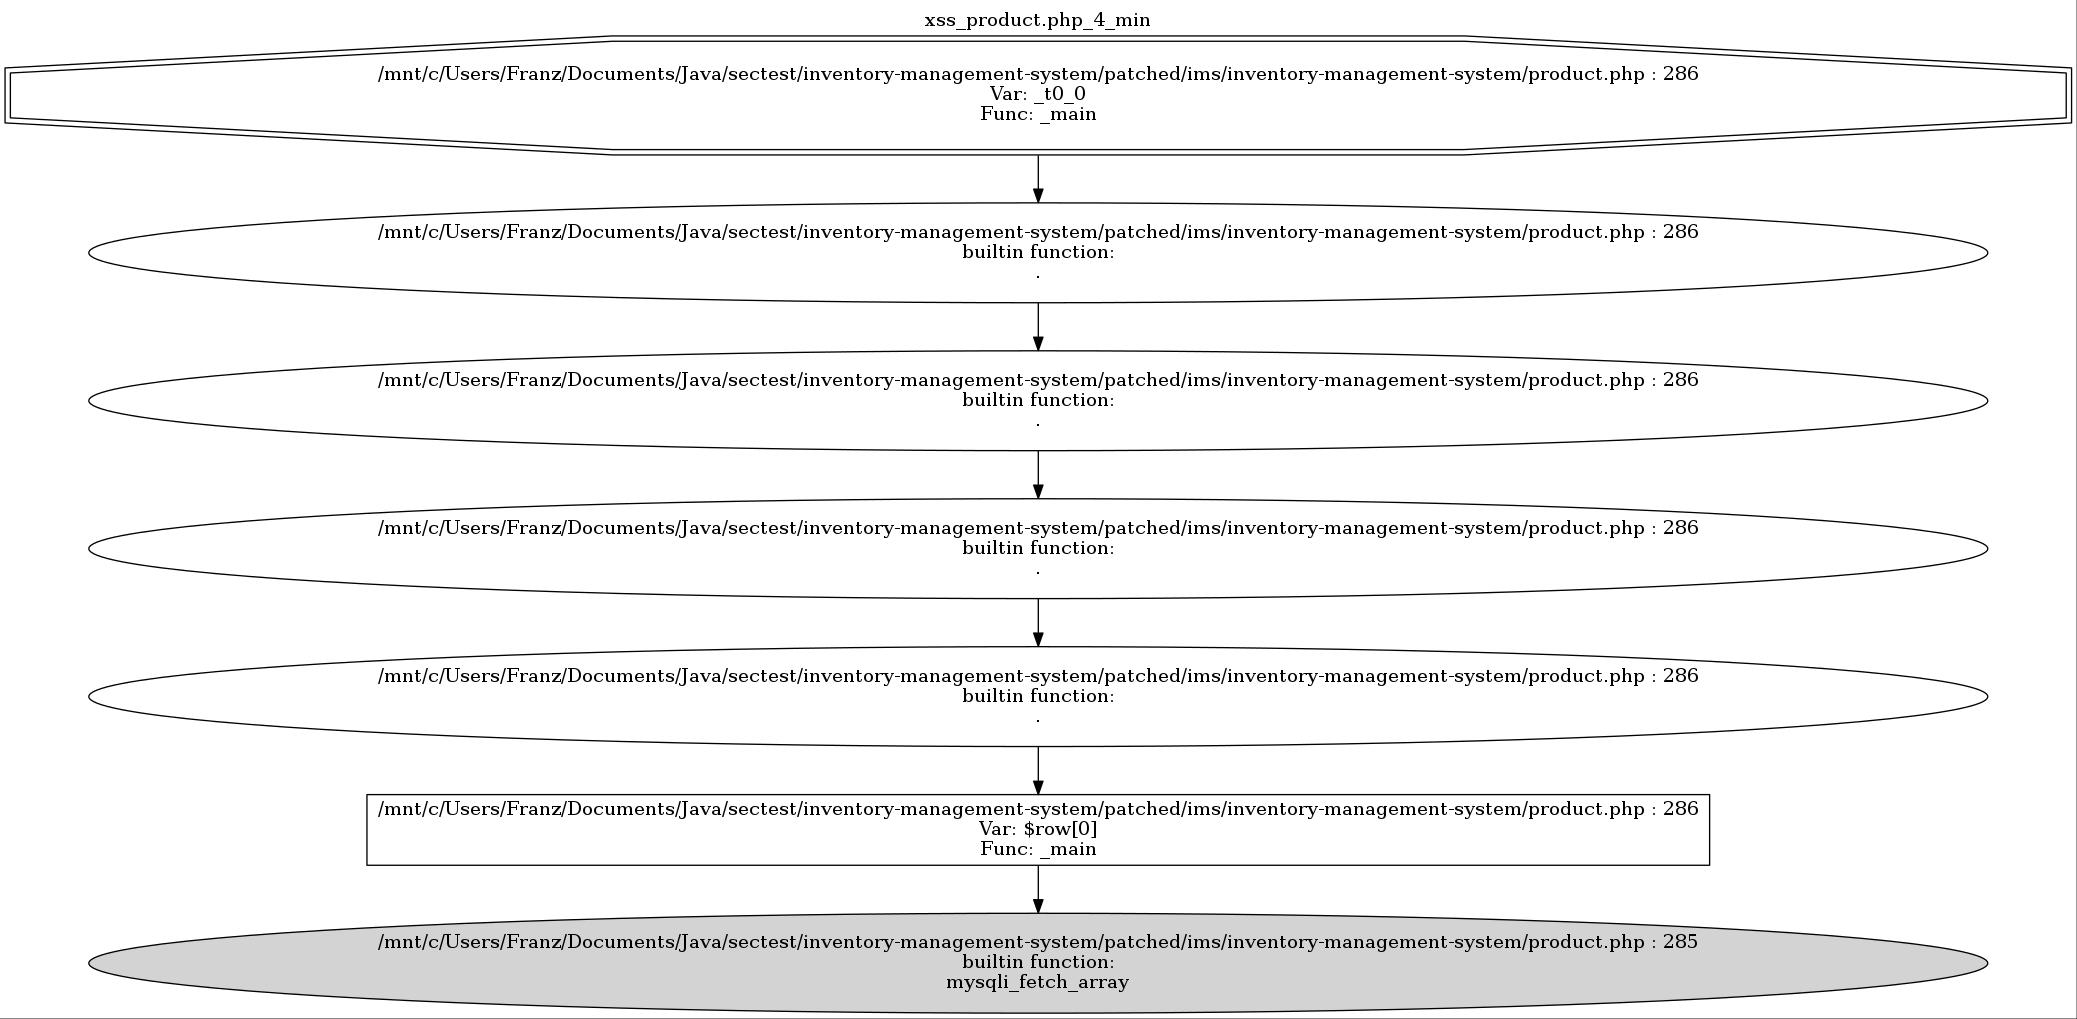 xss_product.php_4_min
/mnt/c/Users/Franz/Documents/Java/sectest/inventory-management-system/patched/ims/inventory-management-system/product.php : 286
Var: _t0_0
Func: _main
/mnt/c/Users/Franz/Documents/Java/sectest/inventory-management-system/patched/ims/inventory-management-system/product.php : 286
builtin function:
.
/mnt/c/Users/Franz/Documents/Java/sectest/inventory-management-system/patched/ims/inventory-management-system/product.php : 286
builtin function:
.
/mnt/c/Users/Franz/Documents/Java/sectest/inventory-management-system/patched/ims/inventory-management-system/product.php : 286
builtin function:
.
/mnt/c/Users/Franz/Documents/Java/sectest/inventory-management-system/patched/ims/inventory-management-system/product.php : 286
builtin function:
.
/mnt/c/Users/Franz/Documents/Java/sectest/inventory-management-system/patched/ims/inventory-management-system/product.php : 286
Var: $row[0]
Func: _main
/mnt/c/Users/Franz/Documents/Java/sectest/inventory-management-system/patched/ims/inventory-management-system/product.php : 285
builtin function:
mysqli_fetch_array